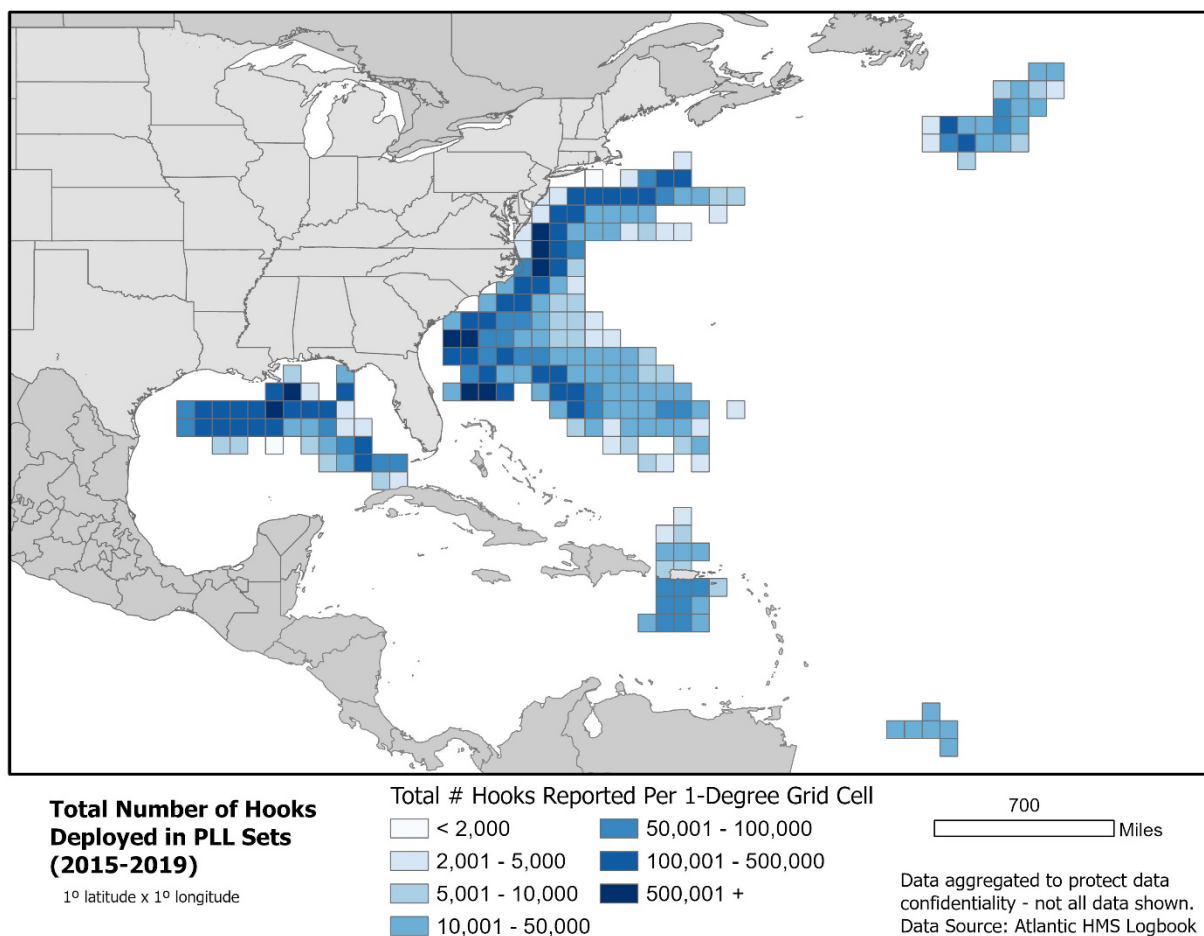 Total Number of Hooks
Deployed in PLL Sets
(2015-2019)
1º latitude x 1º longitude
Total # Hooks Reported Per 1-Degree Grid Cell
< 2,000
2,001 - 5,000
5,001 - 10,000
10,001 - 50,000
50,001 - 100,000
100,001 - 500,000
500,001 +
700
Miles
Data aggregated to protect data
confidentiality - not all data shown.
Data Source: Atlantic HMS Logbook